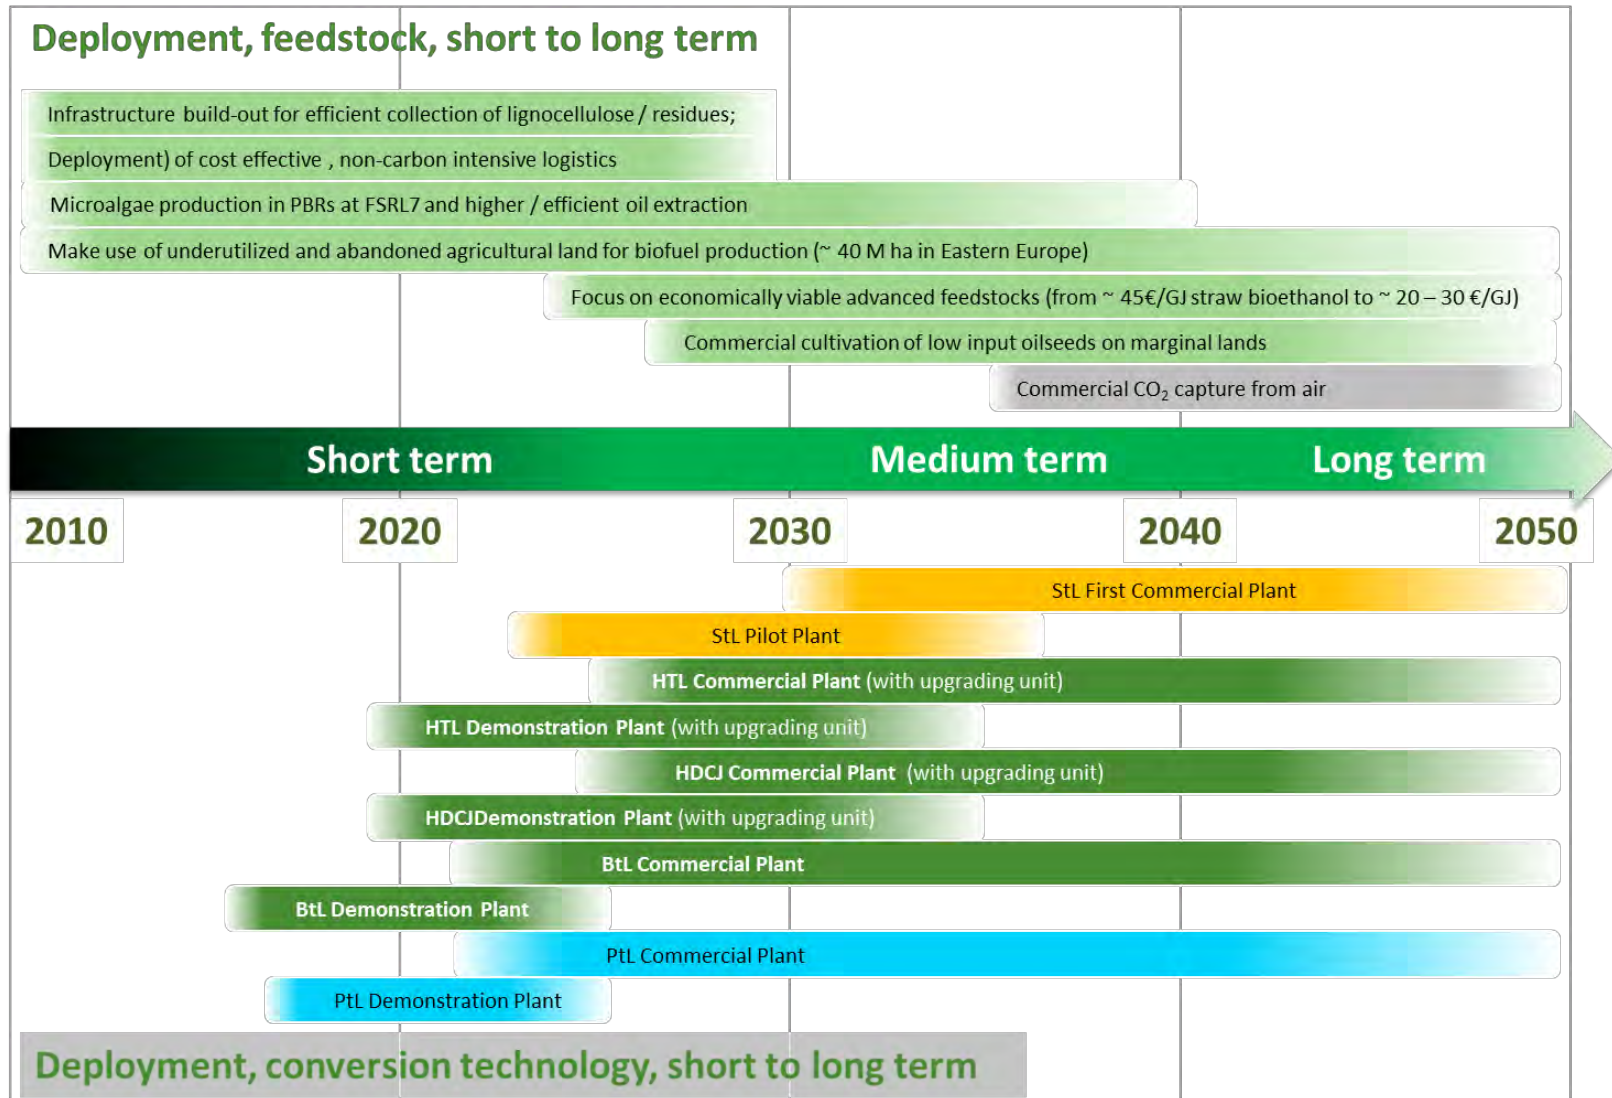 Deployment, feedstock, short to long term
Infrastructure build-out for efficient collection of lignocellulose / residues;
Deployment) of cost effective , non-carbon intensive logistics
Microalgae production in PBRs at FSRL7 and higher / efficient oil extraction
Make use of underutilized and abandoned agricultural land for biofuel production (~ 40 M ha in Eastern Europe)
Focus on economically viable advanced feedstocks (from ~ 45€/GJ straw bioethanol to ~ 20 – 30 €/GJ)
Commercial cultivation of low input oilseeds on marginal lands
Commercial CO₂ capture from air
Short term Medium term Long term
2010 2020 2030 2040 2050
StL First Commercial Plant
StL Pilot Plant
HTL Commercial Plant (with upgrading unit)
HTL Demonstration Plant (with upgrading unit)
HDCJ Commercial Plant (with upgrading unit)
HDCJDemonstration Plant (with upgrading unit)
BtL Commercial Plant
BtL Demonstration Plant
PtL Commercial Plant
PtL Demonstration Plant
Deployment, conversion technology, short to long term